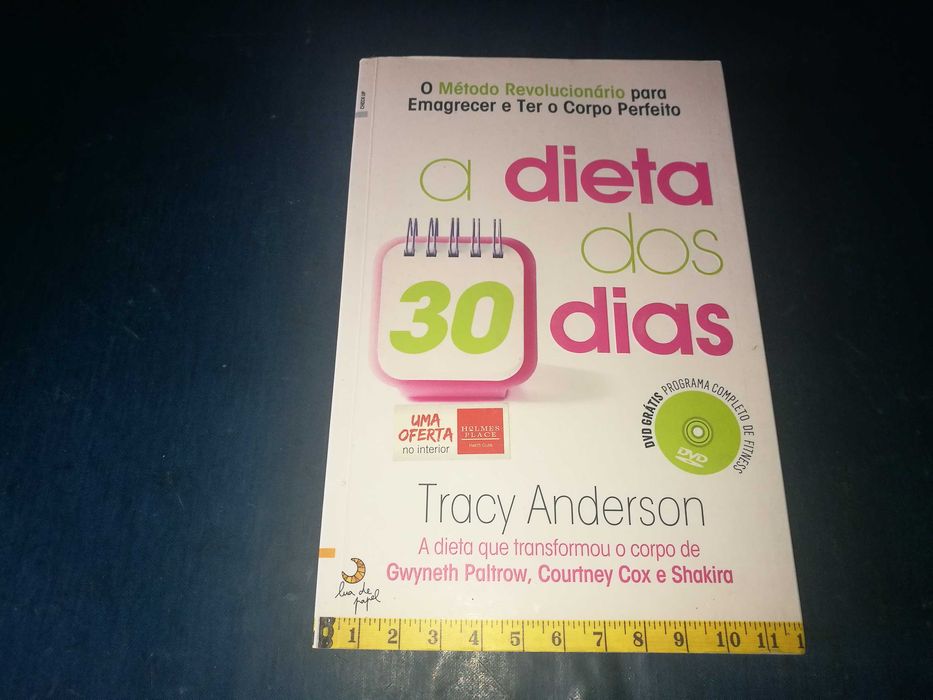 O Método Revolucionário para
Emagrecer e Ter o Corpo Perfeito
a dieta
dos
30 dias
UMA
OFERTA
no interior
HOLMES
PLACE
DVD GRÁTIS PROGRAMA COMPLETO DE FITNESS
DVD
Tracy Anderson
A dieta que transformou o corpo de
Gwyneth Paltrow, Courtney Cox e Shakira
lua de
papel
1 2 3 4 5 6 7 8 9 10 11 1